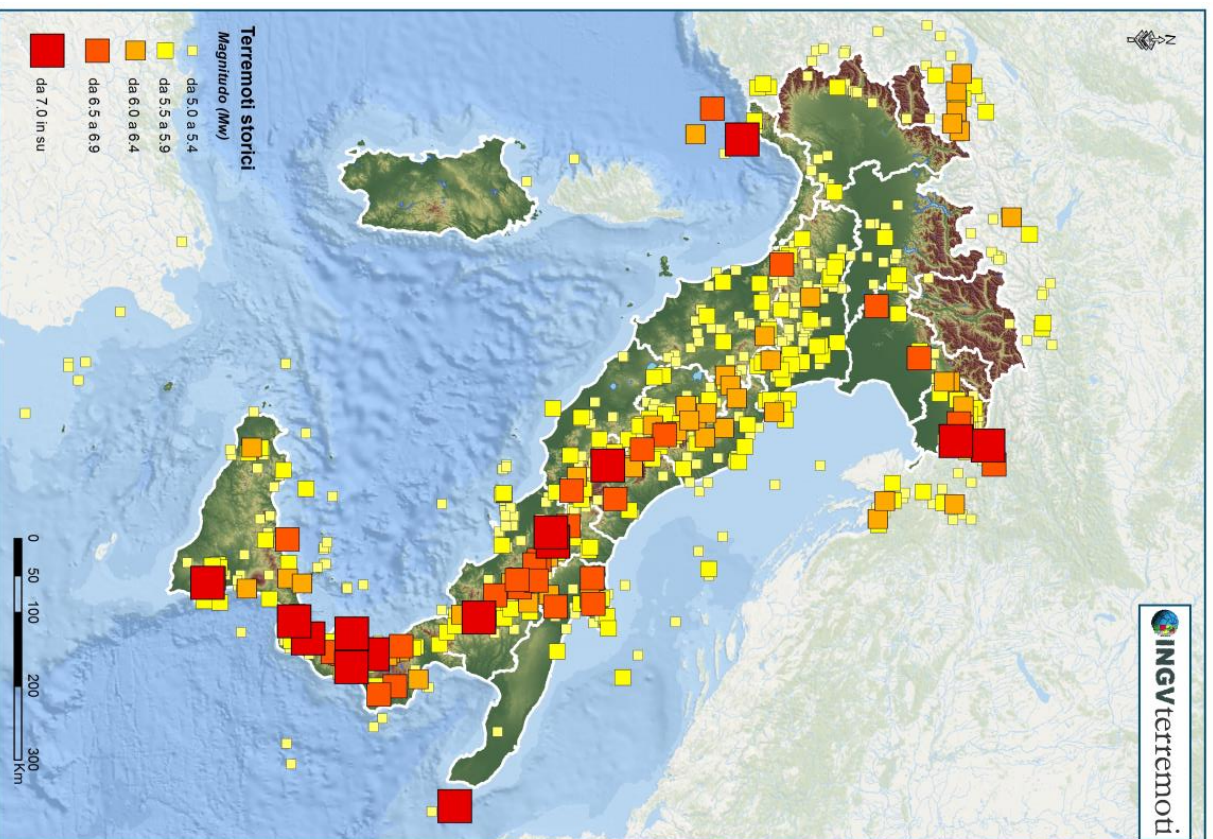 N
INGVterremoti
Terremoti storici
Magnitudo (Mw)
da 5.0 a 5.4
da 5.5 a 5.9
da 6.0 a 6.4
da 6.5 a 6.9
da 7.0 in su
0 50 100 200 300
Km